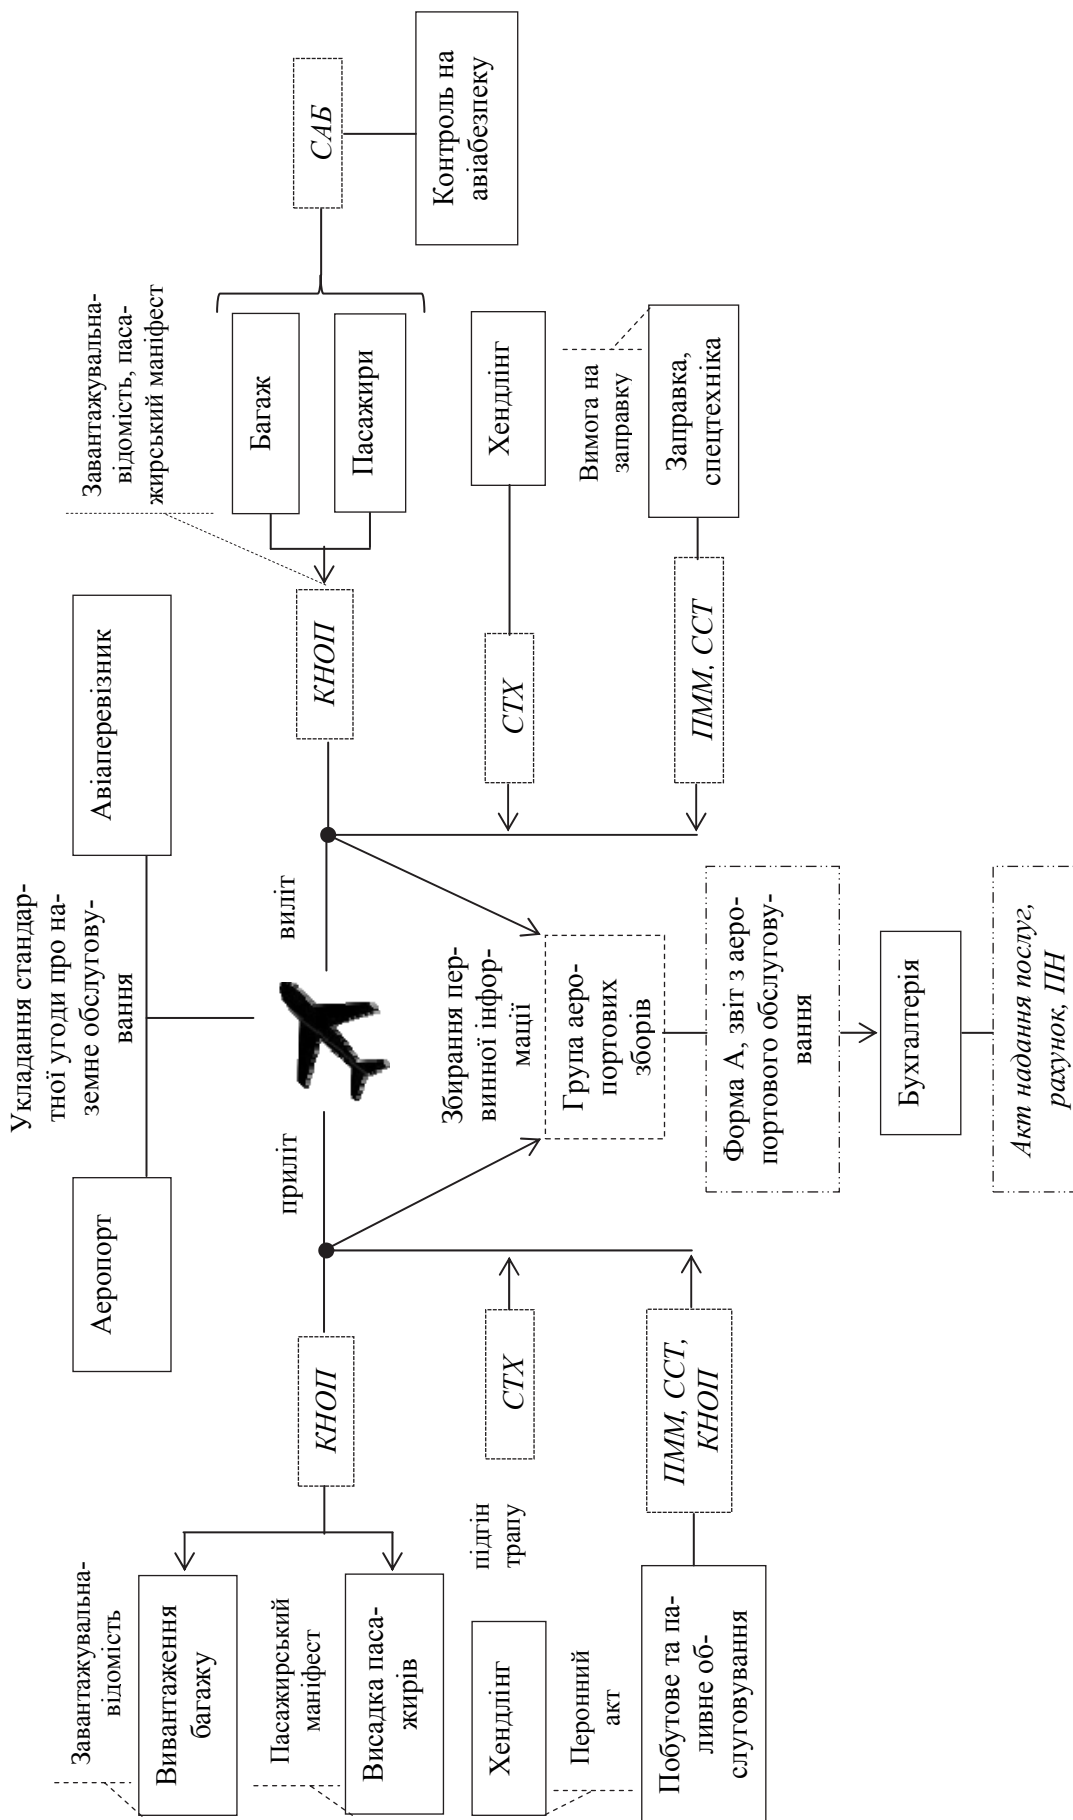 Укладання стандар-
тної угоди про на-
земне обслугову-
вання
Аеропорт
Авіаперевізник
приліт
виліт
Завантажувальна-
відомість
Вивантаження
багажу
Пасажирський
маніфест
Висадка паса-
жирів
КНОП
Хендлінг
підгін
трапу
СТХ
Перонний
акт
Побутове та па-
ливне об-
слуговування
ПММ, ССТ,
КНОП
Збирання пер-
винної інфор-
мації
Група аеро-
портових
зборів
Форма А, звіт з аеро-
портового обслугову-
вання
Бухгалтерія
Акт надання послуг,
рахунок, ПН
КНОП
Завантажувальна-
відомість, паса-
жирський маніфест
Багаж
Пасажири
САБ
Контроль на
авіабезпеку
СТХ
Хендлінг
Вимога на
заправку
ПММ, ССТ
Заправка,
спецтехніка